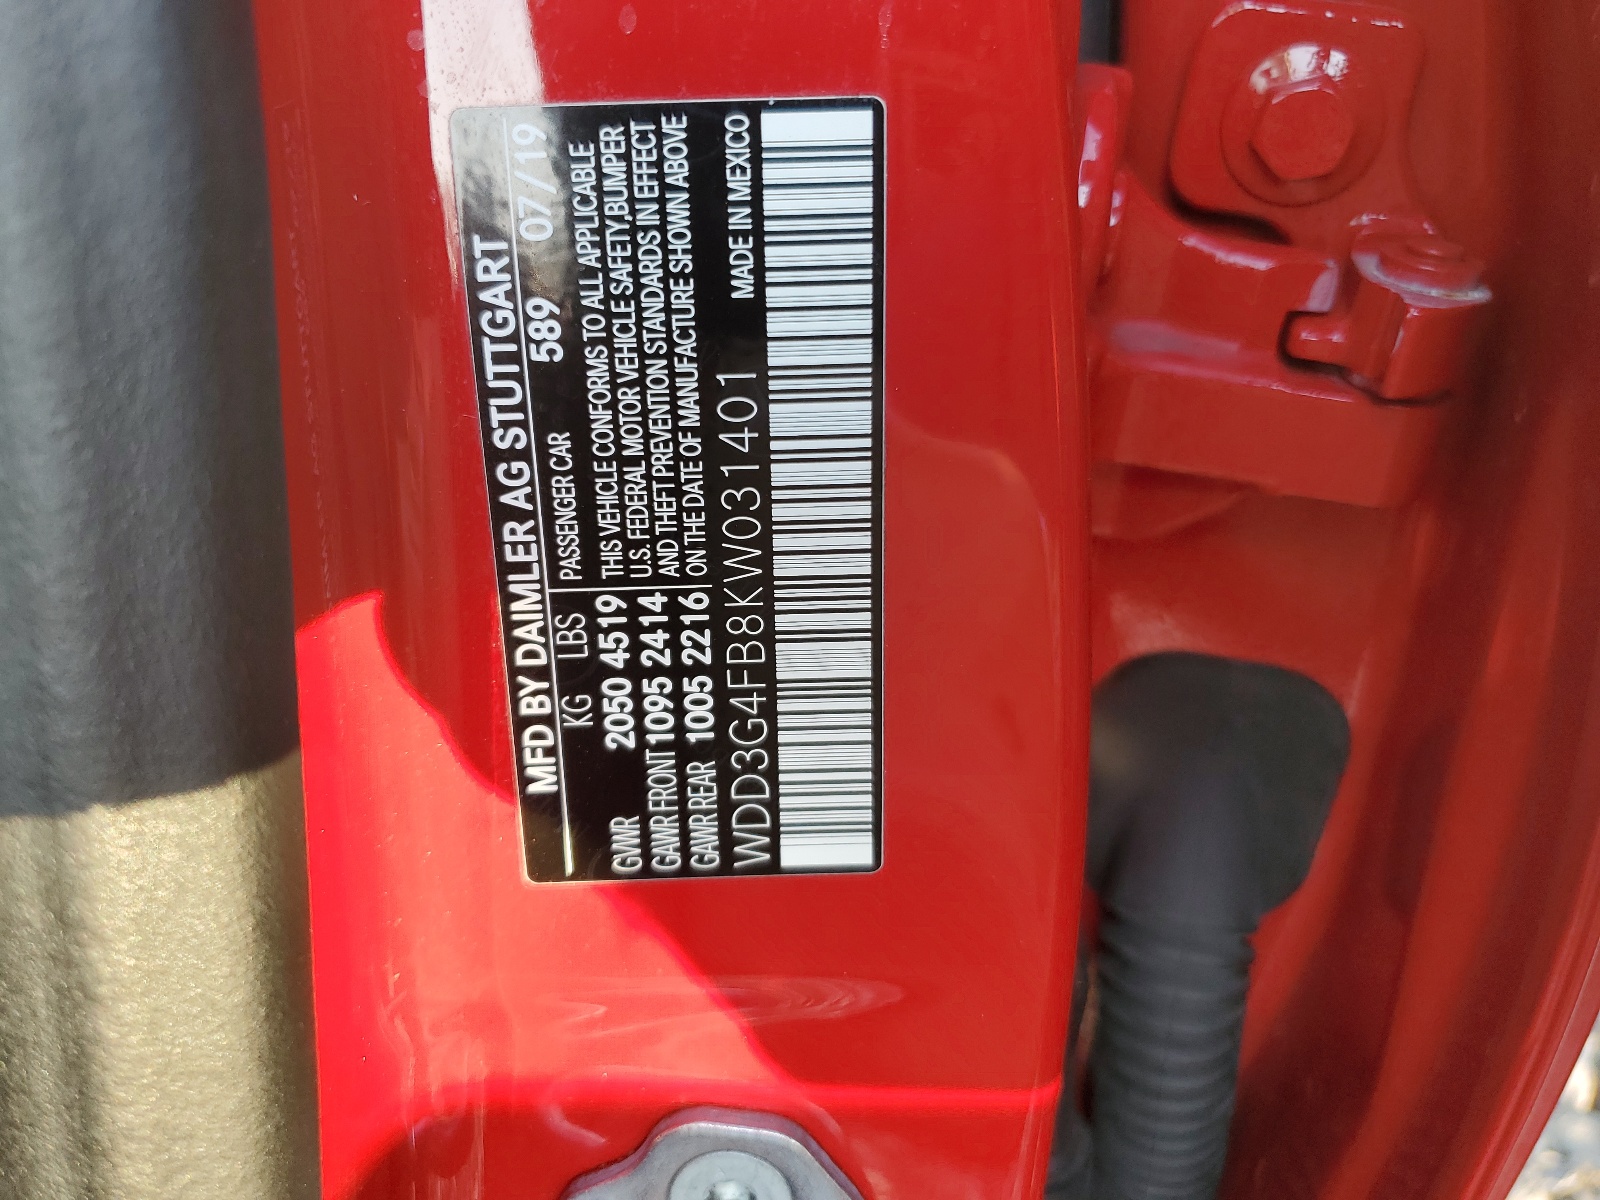 MFD BY DAIMLER AG STUTTGART
KG LBS PASSENGER CAR 589 07/19
GWWR 2050 4519 THIS VEHICLE CONFORMS TO ALL APPLICABLE
GAWR FRONT 1095 2414 U.S. FEDERAL MOTOR VEHICLE SAFETY,BUMPER
GAWR REAR 1005 2216 AND THEFT PREVENTION STANDARDS IN EFFECT
ON THE DATE OF MANUFACTURE SHOWN ABOVE
WDD3G4FB8KW031401 MADE IN MEXICO